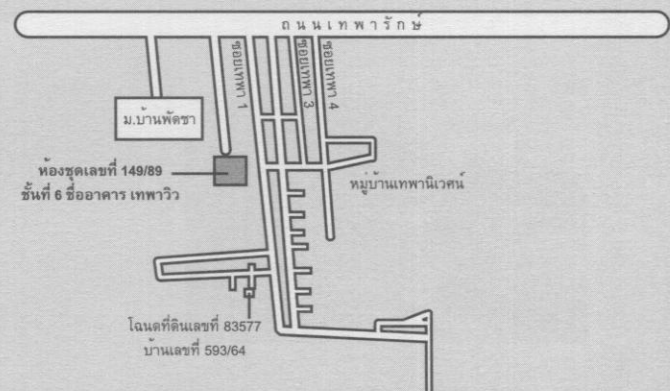 ถนนเทพารักษ์
ซอยเทพา 1
ซอยเทพา 3
ซอยเทพา 4
ม.บ้านพัดชา
ห้องชุดเลขที่ 149/89
ชั้นที่ 6 ชื่ออาคาร เทพาวิว
หมู่บ้านเทพานิเวศน์
โฉนดที่ดินเลขที่ 83577
บ้านเลขที่ 593/64